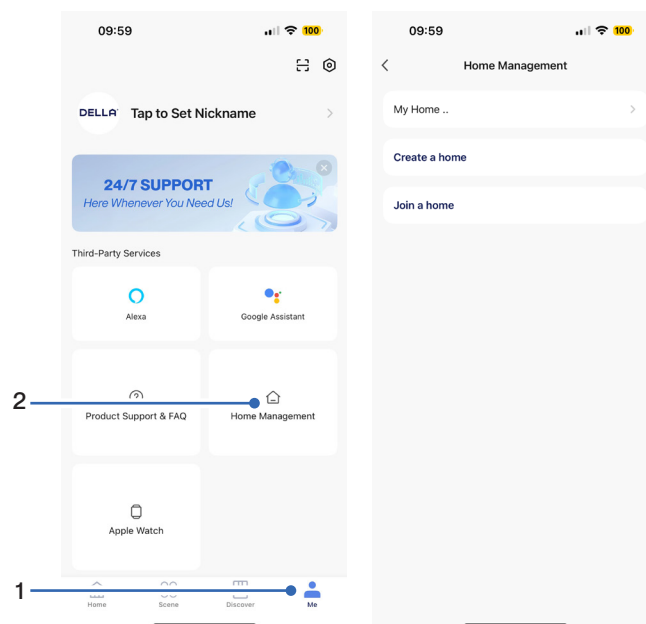 09:59
100
DELLA
Tap to Set Nickname
24/7 SUPPORT
Here Whenever You Need Us!
Third-Party Services
Alexa
Google Assistant
2
Product Support & FAQ
Home Management
Apple Watch
1
Home
Scene
Discover
Me
09:59
100
Home Management
My Home ..
Create a home
Join a home